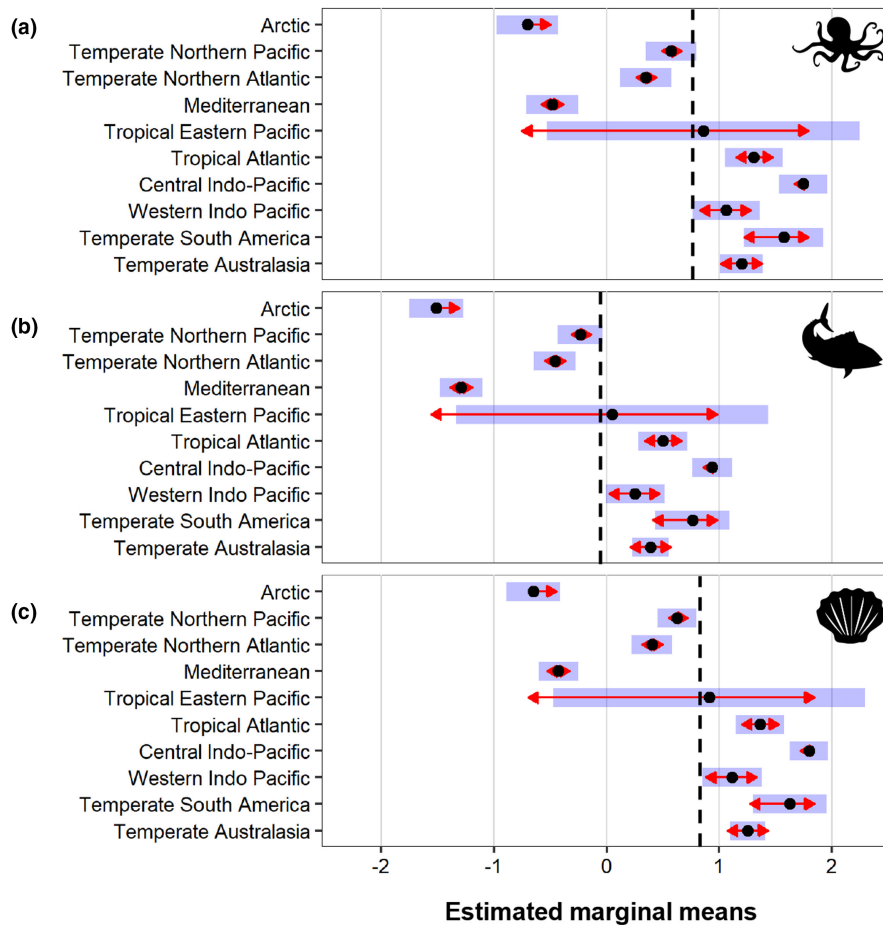 (a)
Arctic
Temperate Northern Pacific
Temperate Northern Atlantic
Mediterranean
Tropical Eastern Pacific
Tropical Atlantic
Central Indo-Pacific
Western Indo Pacific
Temperate South America
Temperate Australasia
(b)
Arctic
Temperate Northern Pacific
Temperate Northern Atlantic
Mediterranean
Tropical Eastern Pacific
Tropical Atlantic
Central Indo-Pacific
Western Indo Pacific
Temperate South America
Temperate Australasia
(c)
Arctic
Temperate Northern Pacific
Temperate Northern Atlantic
Mediterranean
Tropical Eastern Pacific
Tropical Atlantic
Central Indo-Pacific
Western Indo Pacific
Temperate South America
Temperate Australasia
-2 -1 0 1 2
Estimated marginal means